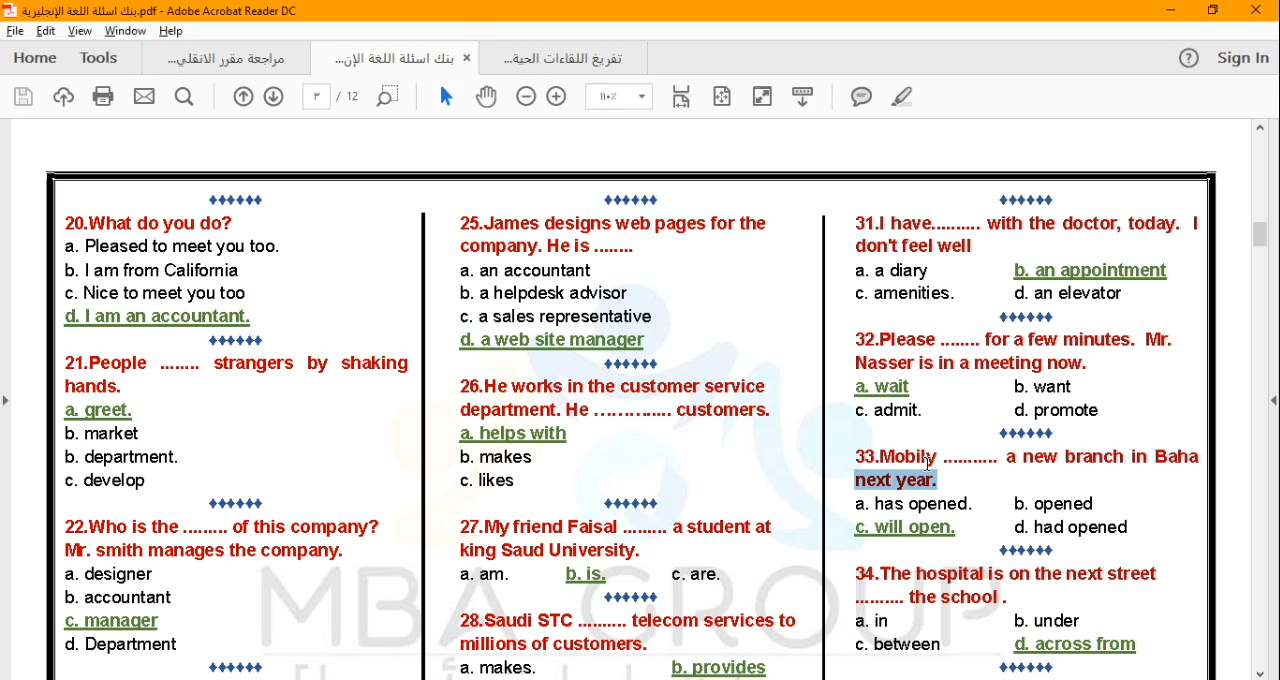 بنك اسئلة اللغة الإنجليزية.pdf - Adobe Acrobat Reader DC
File Edit View Window Help
Home Tools
مراجعة مقرر الانقلي...
بنك اسئلة اللغة الإن...
تفريغ اللقاءات الحية...
Sign In
٣ / 12
١١٠٪
20.What do you do?
a. Pleased to meet you too.
b. I am from California
c. Nice to meet you too
d. I am an accountant.
21.People ........ strangers by shaking
hands.
a. greet.
b. market
b. department.
c. develop
22.Who is the ......... of this company?
Mr. smith manages the company.
a. designer
b. accountant
c. manager
d. Department
25.James designs web pages for the
company. He is ........
a. an accountant
b. a helpdesk advisor
c. a sales representative
d. a web site manager
26.He works in the customer service
department. He .............. customers.
a. helps with
b. makes
c. likes
27.My friend Faisal ......... a student at
king Saud University.
a. am. b. is. c. are.
28.Saudi STC .......... telecom services to
millions of customers.
a. makes. b. provides
31.I have.......... with the doctor, today. I
don't feel well
a. a diary b. an appointment
c. amenities. d. an elevator
32.Please ........ for a few minutes. Mr.
Nasser is in a meeting now.
a. wait b. want
c. admit. d. promote
33.Mobily ........... a new branch in Baha
next year.
a. has opened. b. opened
c. will open. d. had opened
34.The hospital is on the next street
.......... the school .
a. in b. under
c. between d. across from
MBA GROUP